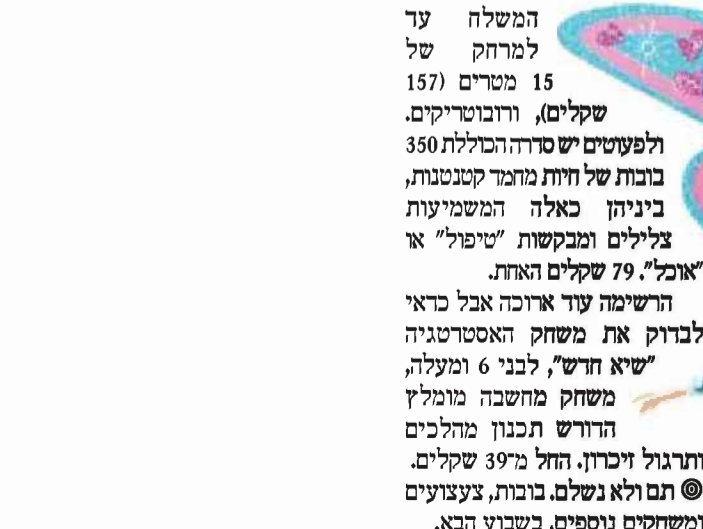 המשלח עד
למרחק של
15 מטרים (157
שקלים), ורובוטריקים.
ולפעוטים יש סדרה הכוללת 350
בובות של חיות מחמד קטנטנות,
ביניהן כאלה המשמיעות
צלילים ומבקשות "טיפול" או
"אוכל". 79 שקלים האחת.
הרשימה עוד ארוכה אבל כדאי
לבדוק את משחק האסטרטגיה
"שיא חדש", לבני 6 ומעלה,
משחק מחשבה מומלץ
הדורש תכנון מהלכים
ותרגול זיכרון. החל מ־39 שקלים.
תם ולא נשלם. בובות, צעצועים
ומשחקים נוספים, בשבוע הבא.